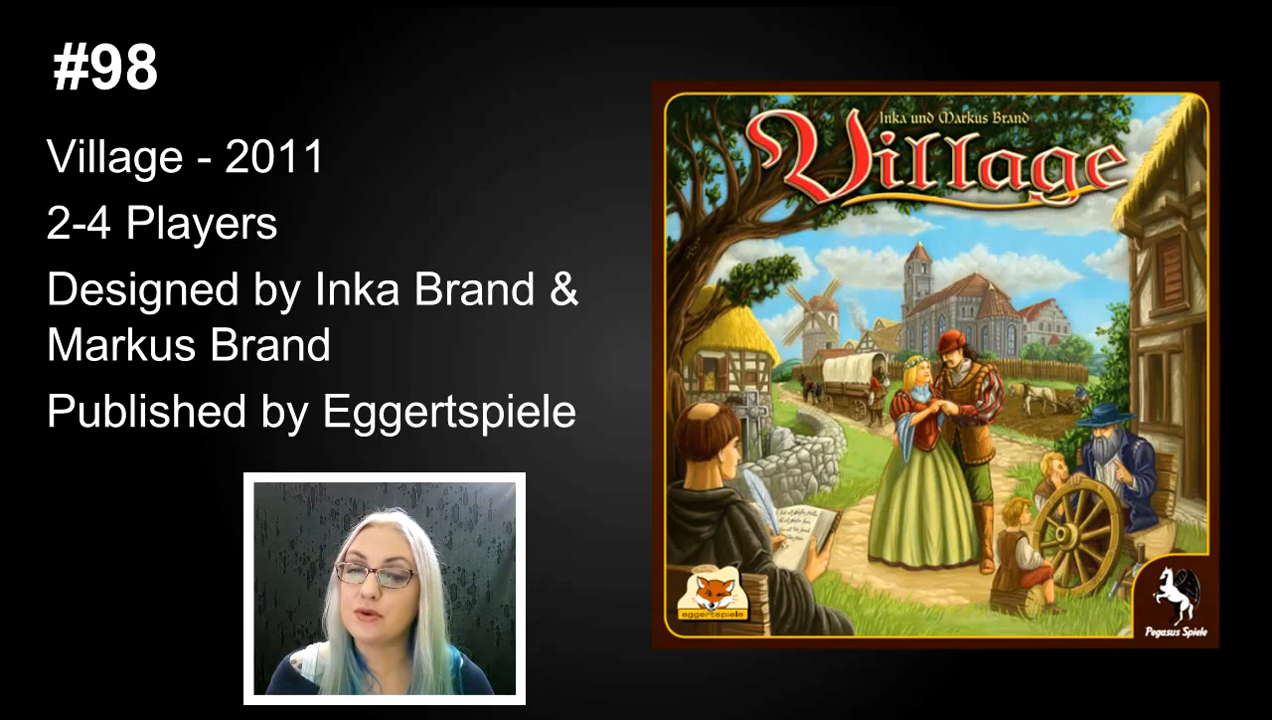 #98
Village - 2011
2-4 Players
Designed by Inka Brand &
Markus Brand
Published by Eggertspiele
Inka und Markus Brand
Village
eggertspiele
Pegasus Spiele